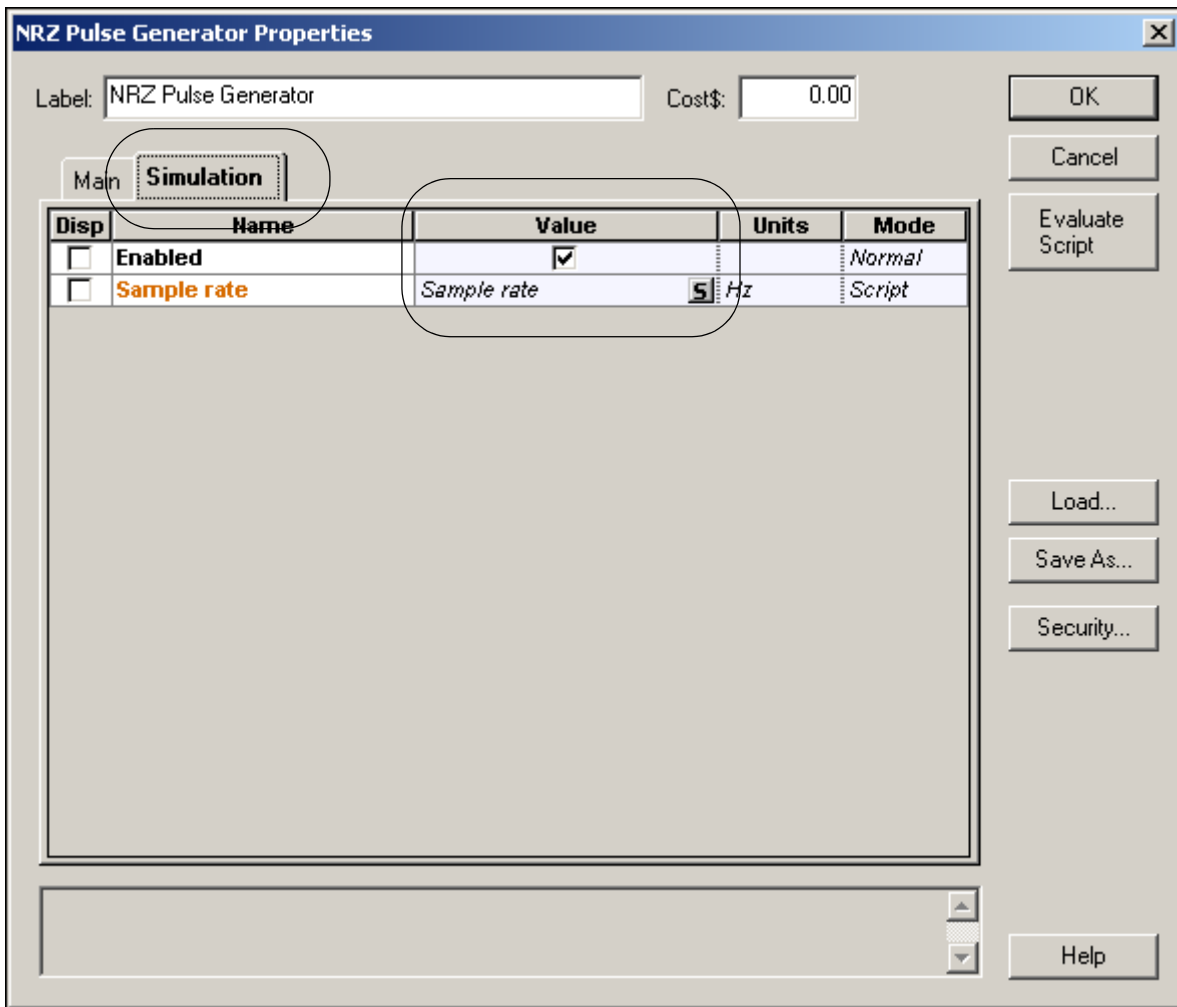 NRZ Pulse Generator Properties
Label: NRZ Pulse Generator Cost$: 0.00 OK
Cancel
Main Simulation
Evaluate Script
Disp Name Value Units Mode
Enabled Normal
Sample rate Sample rate S Hz Script
Load...
Save As...
Security...
Help